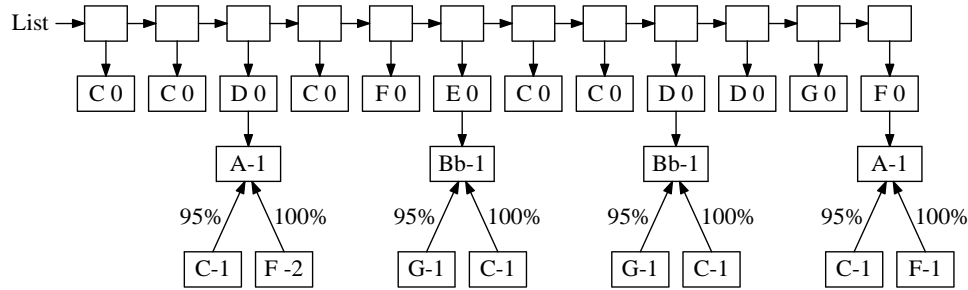 List
C 0 C 0 D 0 C 0 F 0 E 0 C 0 C 0 D 0 D 0 G 0 F 0
A-1 Bb-1 Bb-1 A-1
95% 100% 95% 100% 95% 100% 95% 100%
C-1 F -2 G-1 C-1 G-1 C-1 C-1 F-1